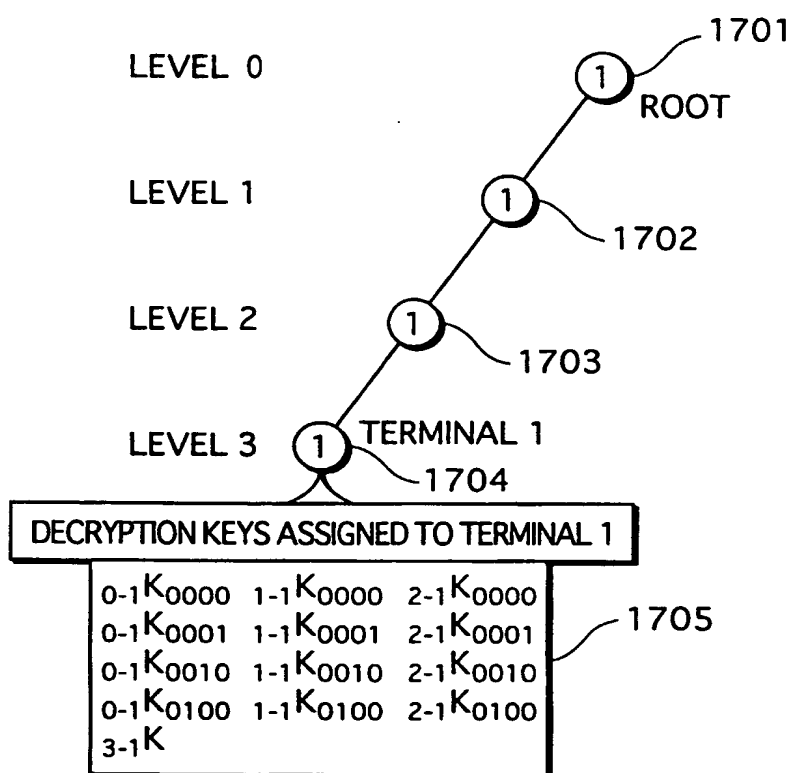 1701
LEVEL 0
1
ROOT
LEVEL 1
1
1702
LEVEL 2
1
1703
LEVEL 3
1
TERMINAL 1
1704
DECRYPTION KEYS ASSIGNED TO TERMINAL 1
0-1K0000 1-1K0000 2-1K0000
0-1K0001 1-1K0001 2-1K0001
1705
0-1K0010 1-1K0010 2-1K0010
0-1K0100 1-1K0100 2-1K0100
3-1K